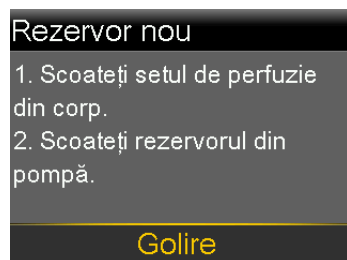 Rezervor nou
1. Scoateți setul de perfuzie
din corp.
2. Scoateți rezervorul din
pompă.
Golire